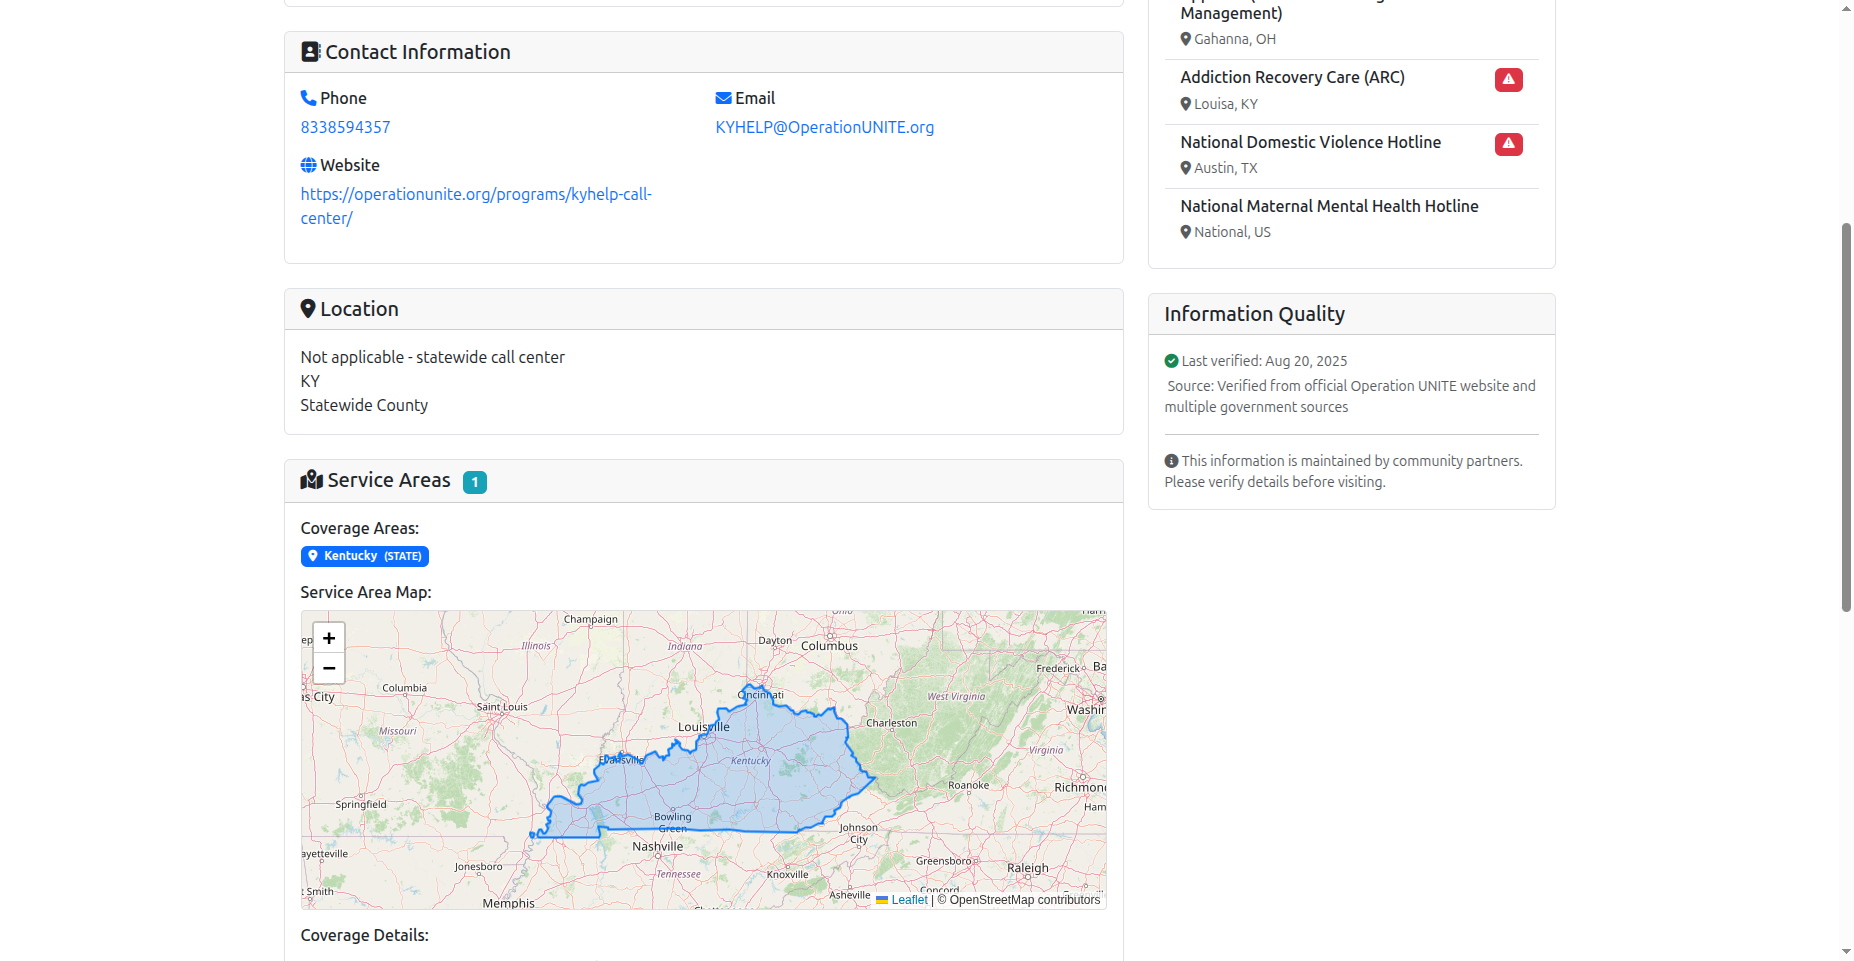 Contact Information
Phone
8338594357
Email
KYHELP@OperationUNITE.org
Website
https://operationunite.org/programs/kyhelp-call-
center/
Location
Not applicable - statewide call center
KY
Statewide County
Service Areas 1
Coverage Areas:
Kentucky (STATE)
Service Area Map:
+
−
Champaign
Illinois
Indiana
Dayton
Columbus
Ohio
Frederick
Ba
as City
Columbia
Saint Louis
Cincinnati
West Virginia
Washin
Missouri
Louisville
Charleston
Evansville
Kentucky
Virginia
Springfield
Roanoke
Richmon
Ham
Bowling
Green
Johnson
City
ayetteville
Jonesboro
Nashville
Greensboro
Raleigh
t Smith
Tennessee
Knoxville
Asheville
Concord
Memphis
Leaflet | © OpenStreetMap contributors
Coverage Details:
Management)
Gahanna, OH
Addiction Recovery Care (ARC)
Louisa, KY
National Domestic Violence Hotline
Austin, TX
National Maternal Mental Health Hotline
National, US
Information Quality
Last verified: Aug 20, 2025
Source: Verified from official Operation UNITE website and
multiple government sources
This information is maintained by community partners.
Please verify details before visiting.